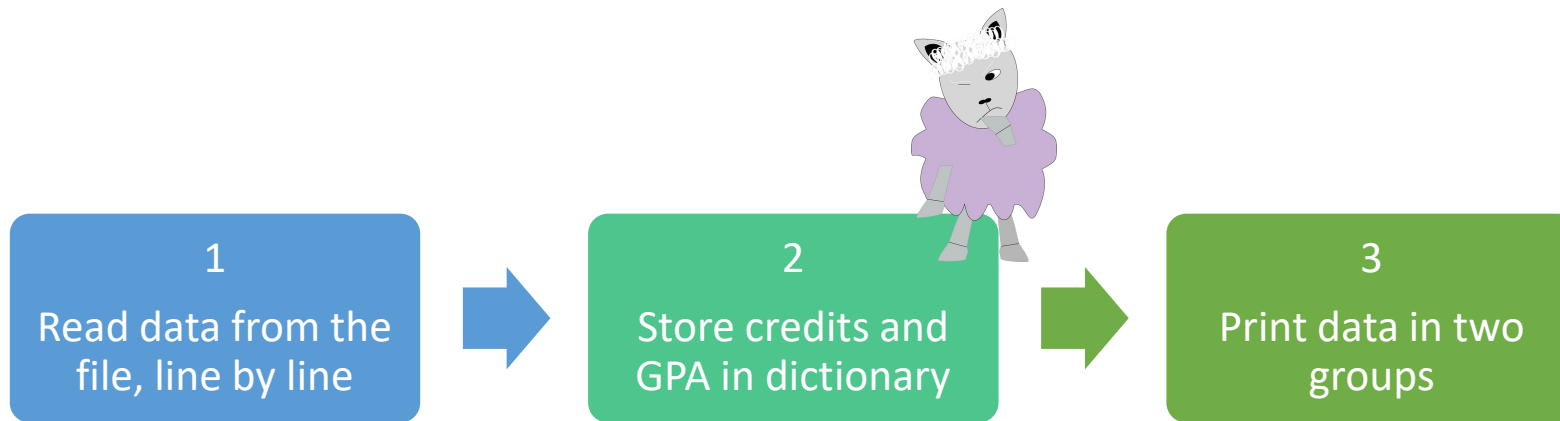 1
Read data from the
file, line by line
2
Store credits and
GPA in dictionary
3
Print data in two
groups